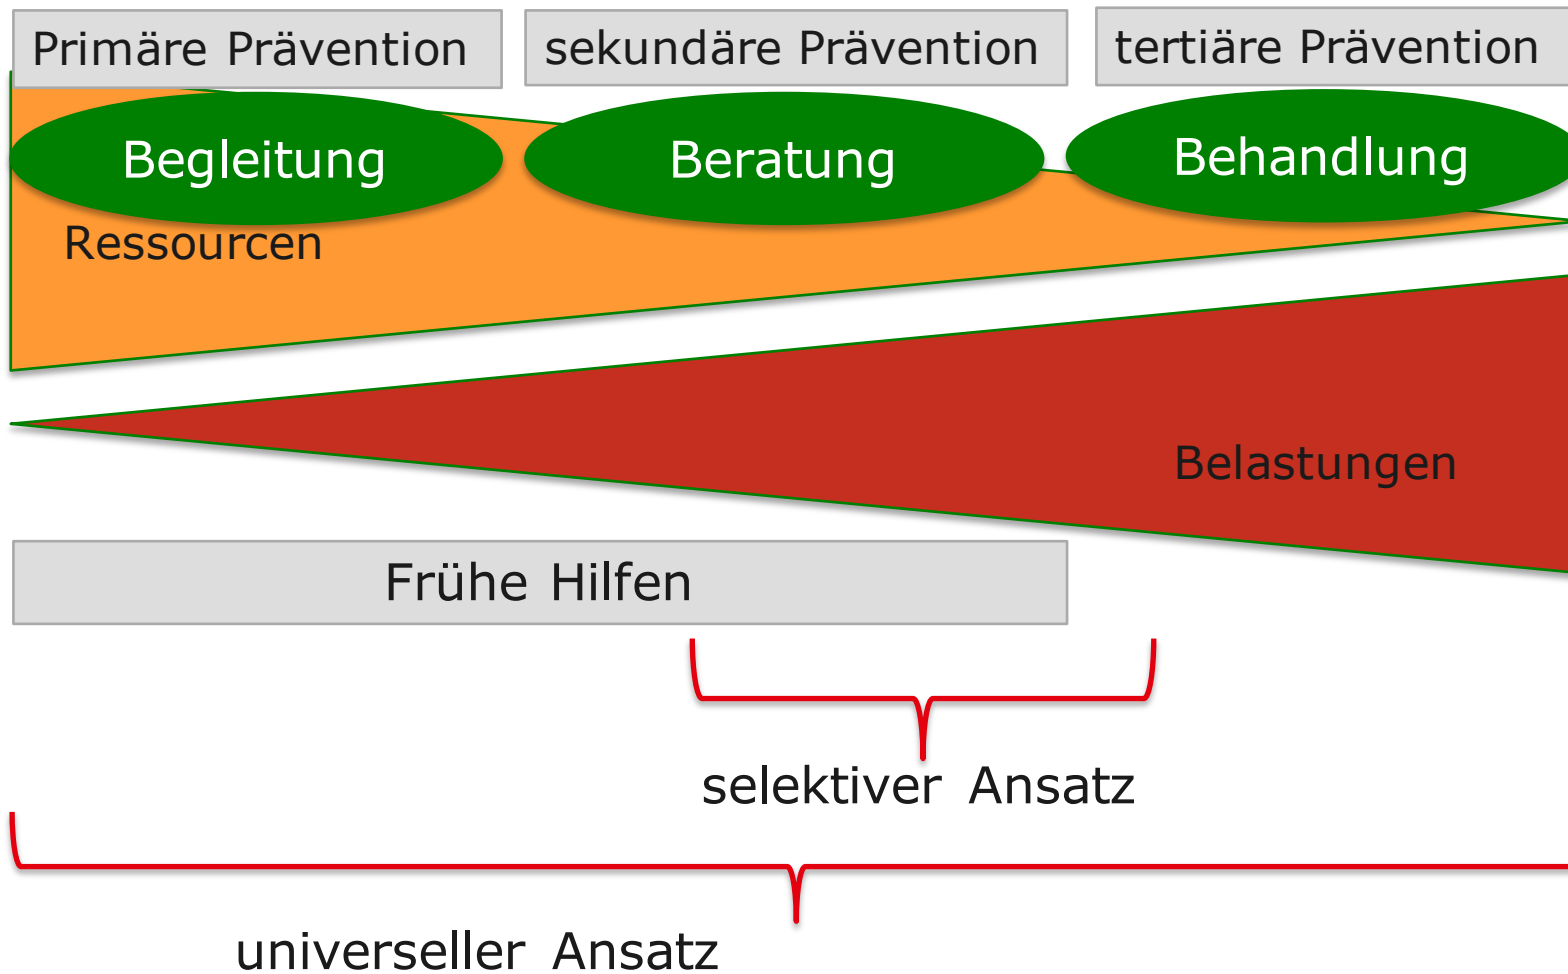 Primäre Prävention
sekundäre Prävention
tertiäre Prävention
Begleitung
Beratung
Behandlung
Ressourcen
Belastungen
Frühe Hilfen
selektiver Ansatz
universeller Ansatz